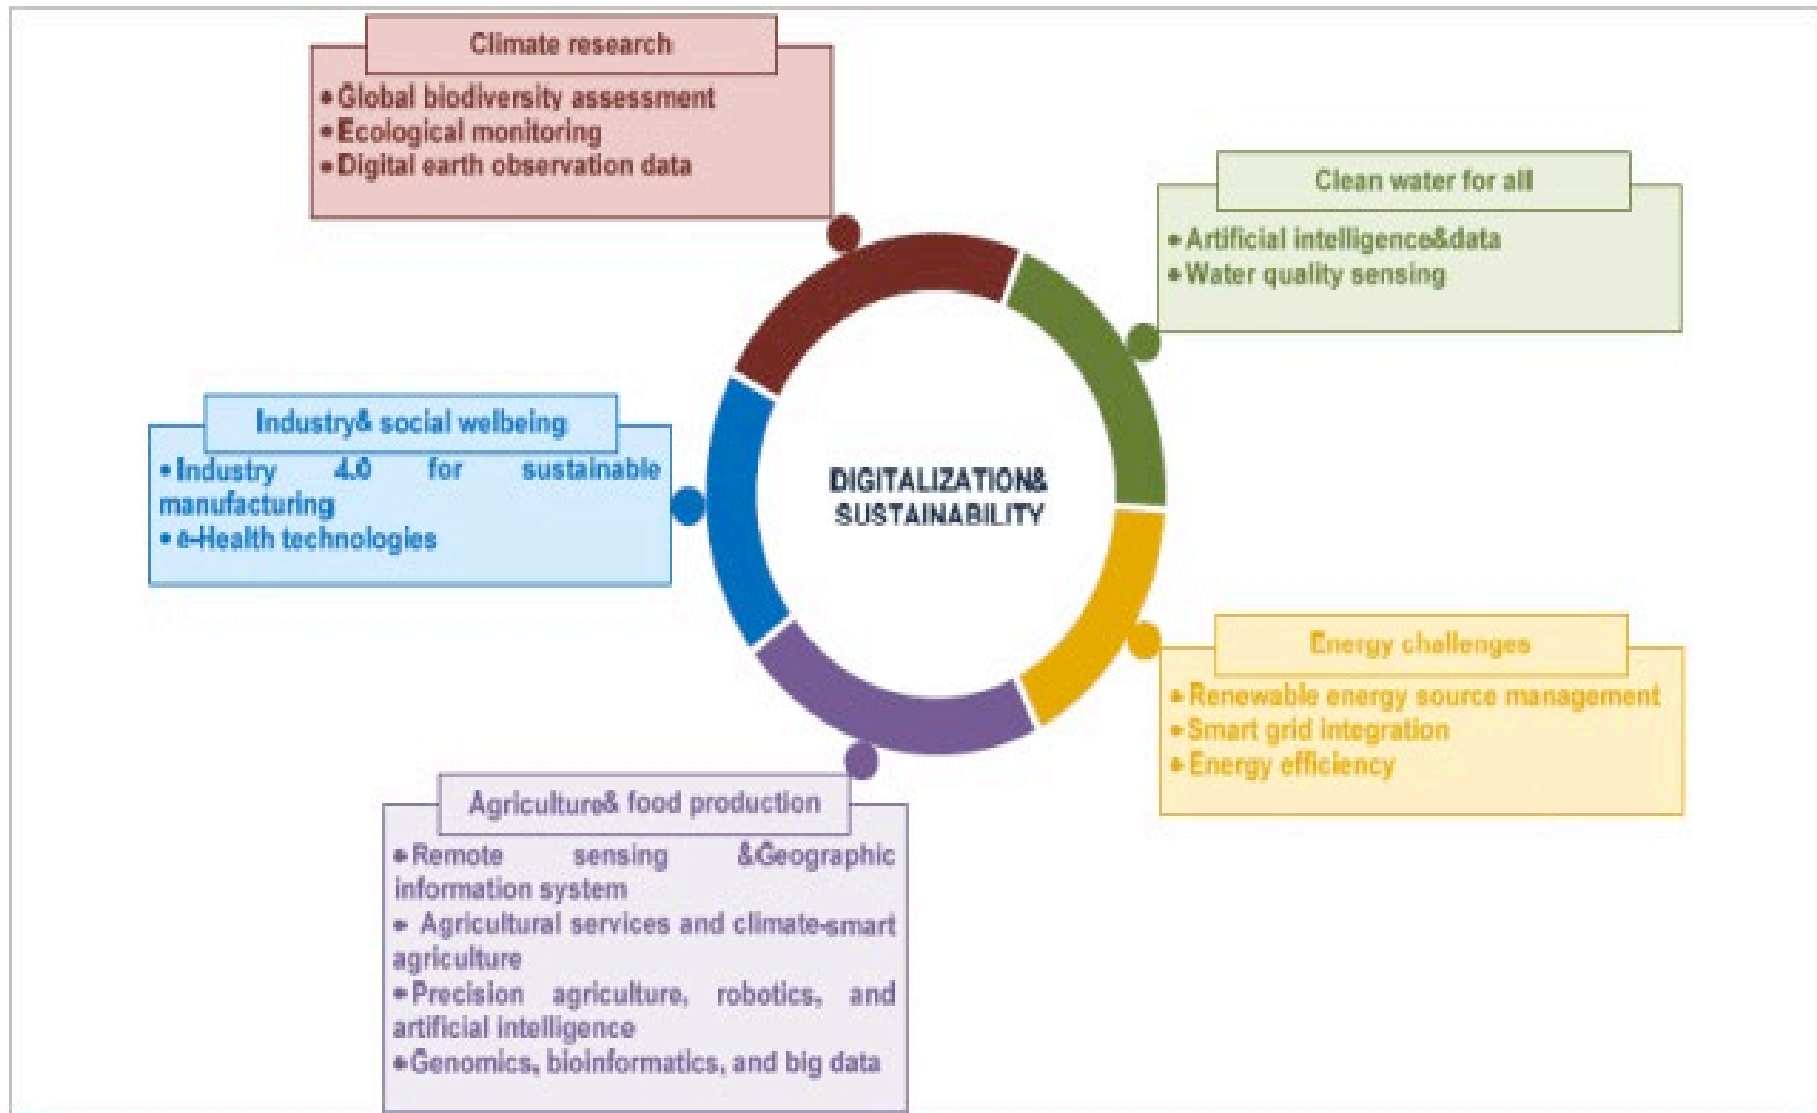 Climate research
•Global biodiversity assessment
•Ecological monitoring
•Digital earth observation data
Clean water for all
•Artificial intelligence&data
•Water quality sensing
Industry& social welbeing
•Industry 4.0 for sustainable
manufacturing
•e-Health technologies
DIGITALIZATION&
SUSTAINABILITY
Energy challenges
•Renewable energy source management
•Smart grid integration
•Energy efficiency
Agriculture& food production
•Remote sensing &Geographic
information system
• Agricultural services and climate-smart
agriculture
•Precision agriculture, robotics, and
artificial intelligence
•Genomics, bioinformatics, and big data